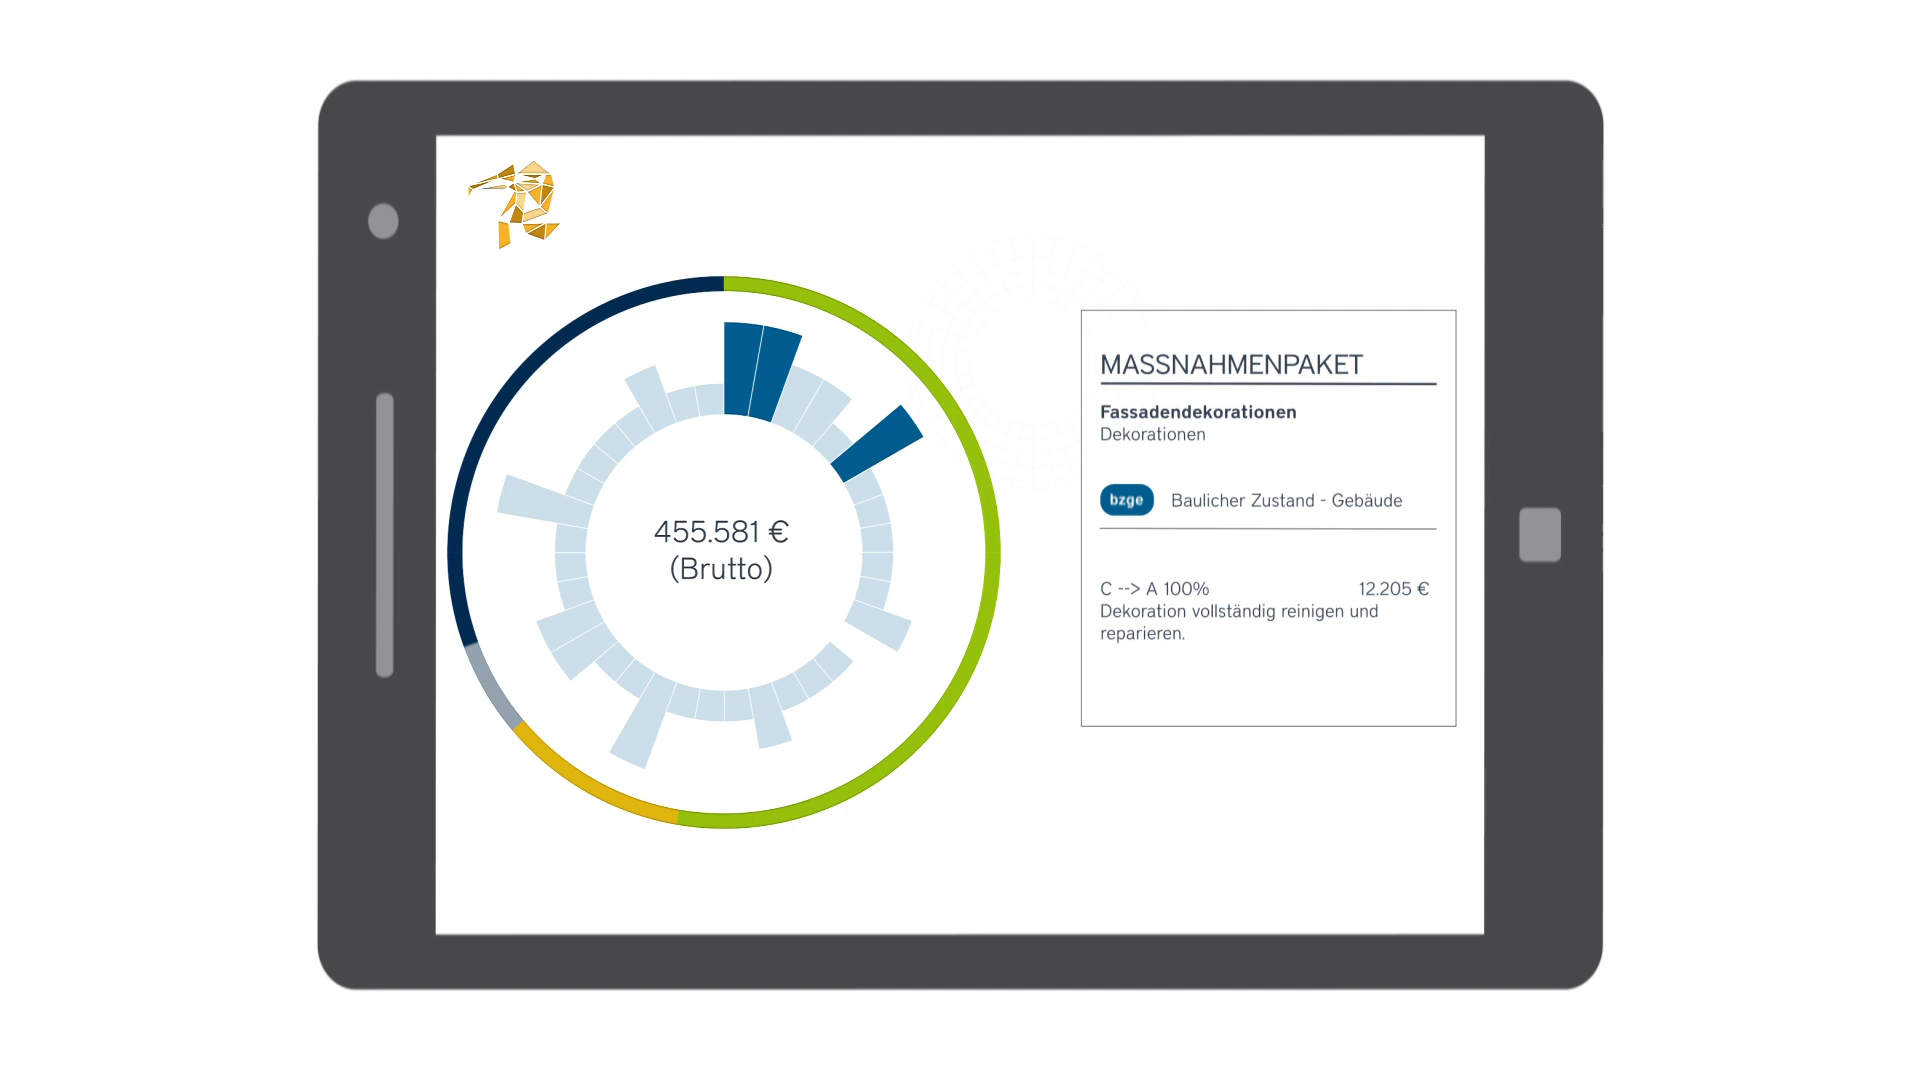 455.581 €
(Brutto)
MASSNAHMENPAKET
Fassadendekorationen
Dekorationen
bzge Baulicher Zustand - Gebäude
C --> A 100% 12.205 €
Dekoration vollständig reinigen und
reparieren.